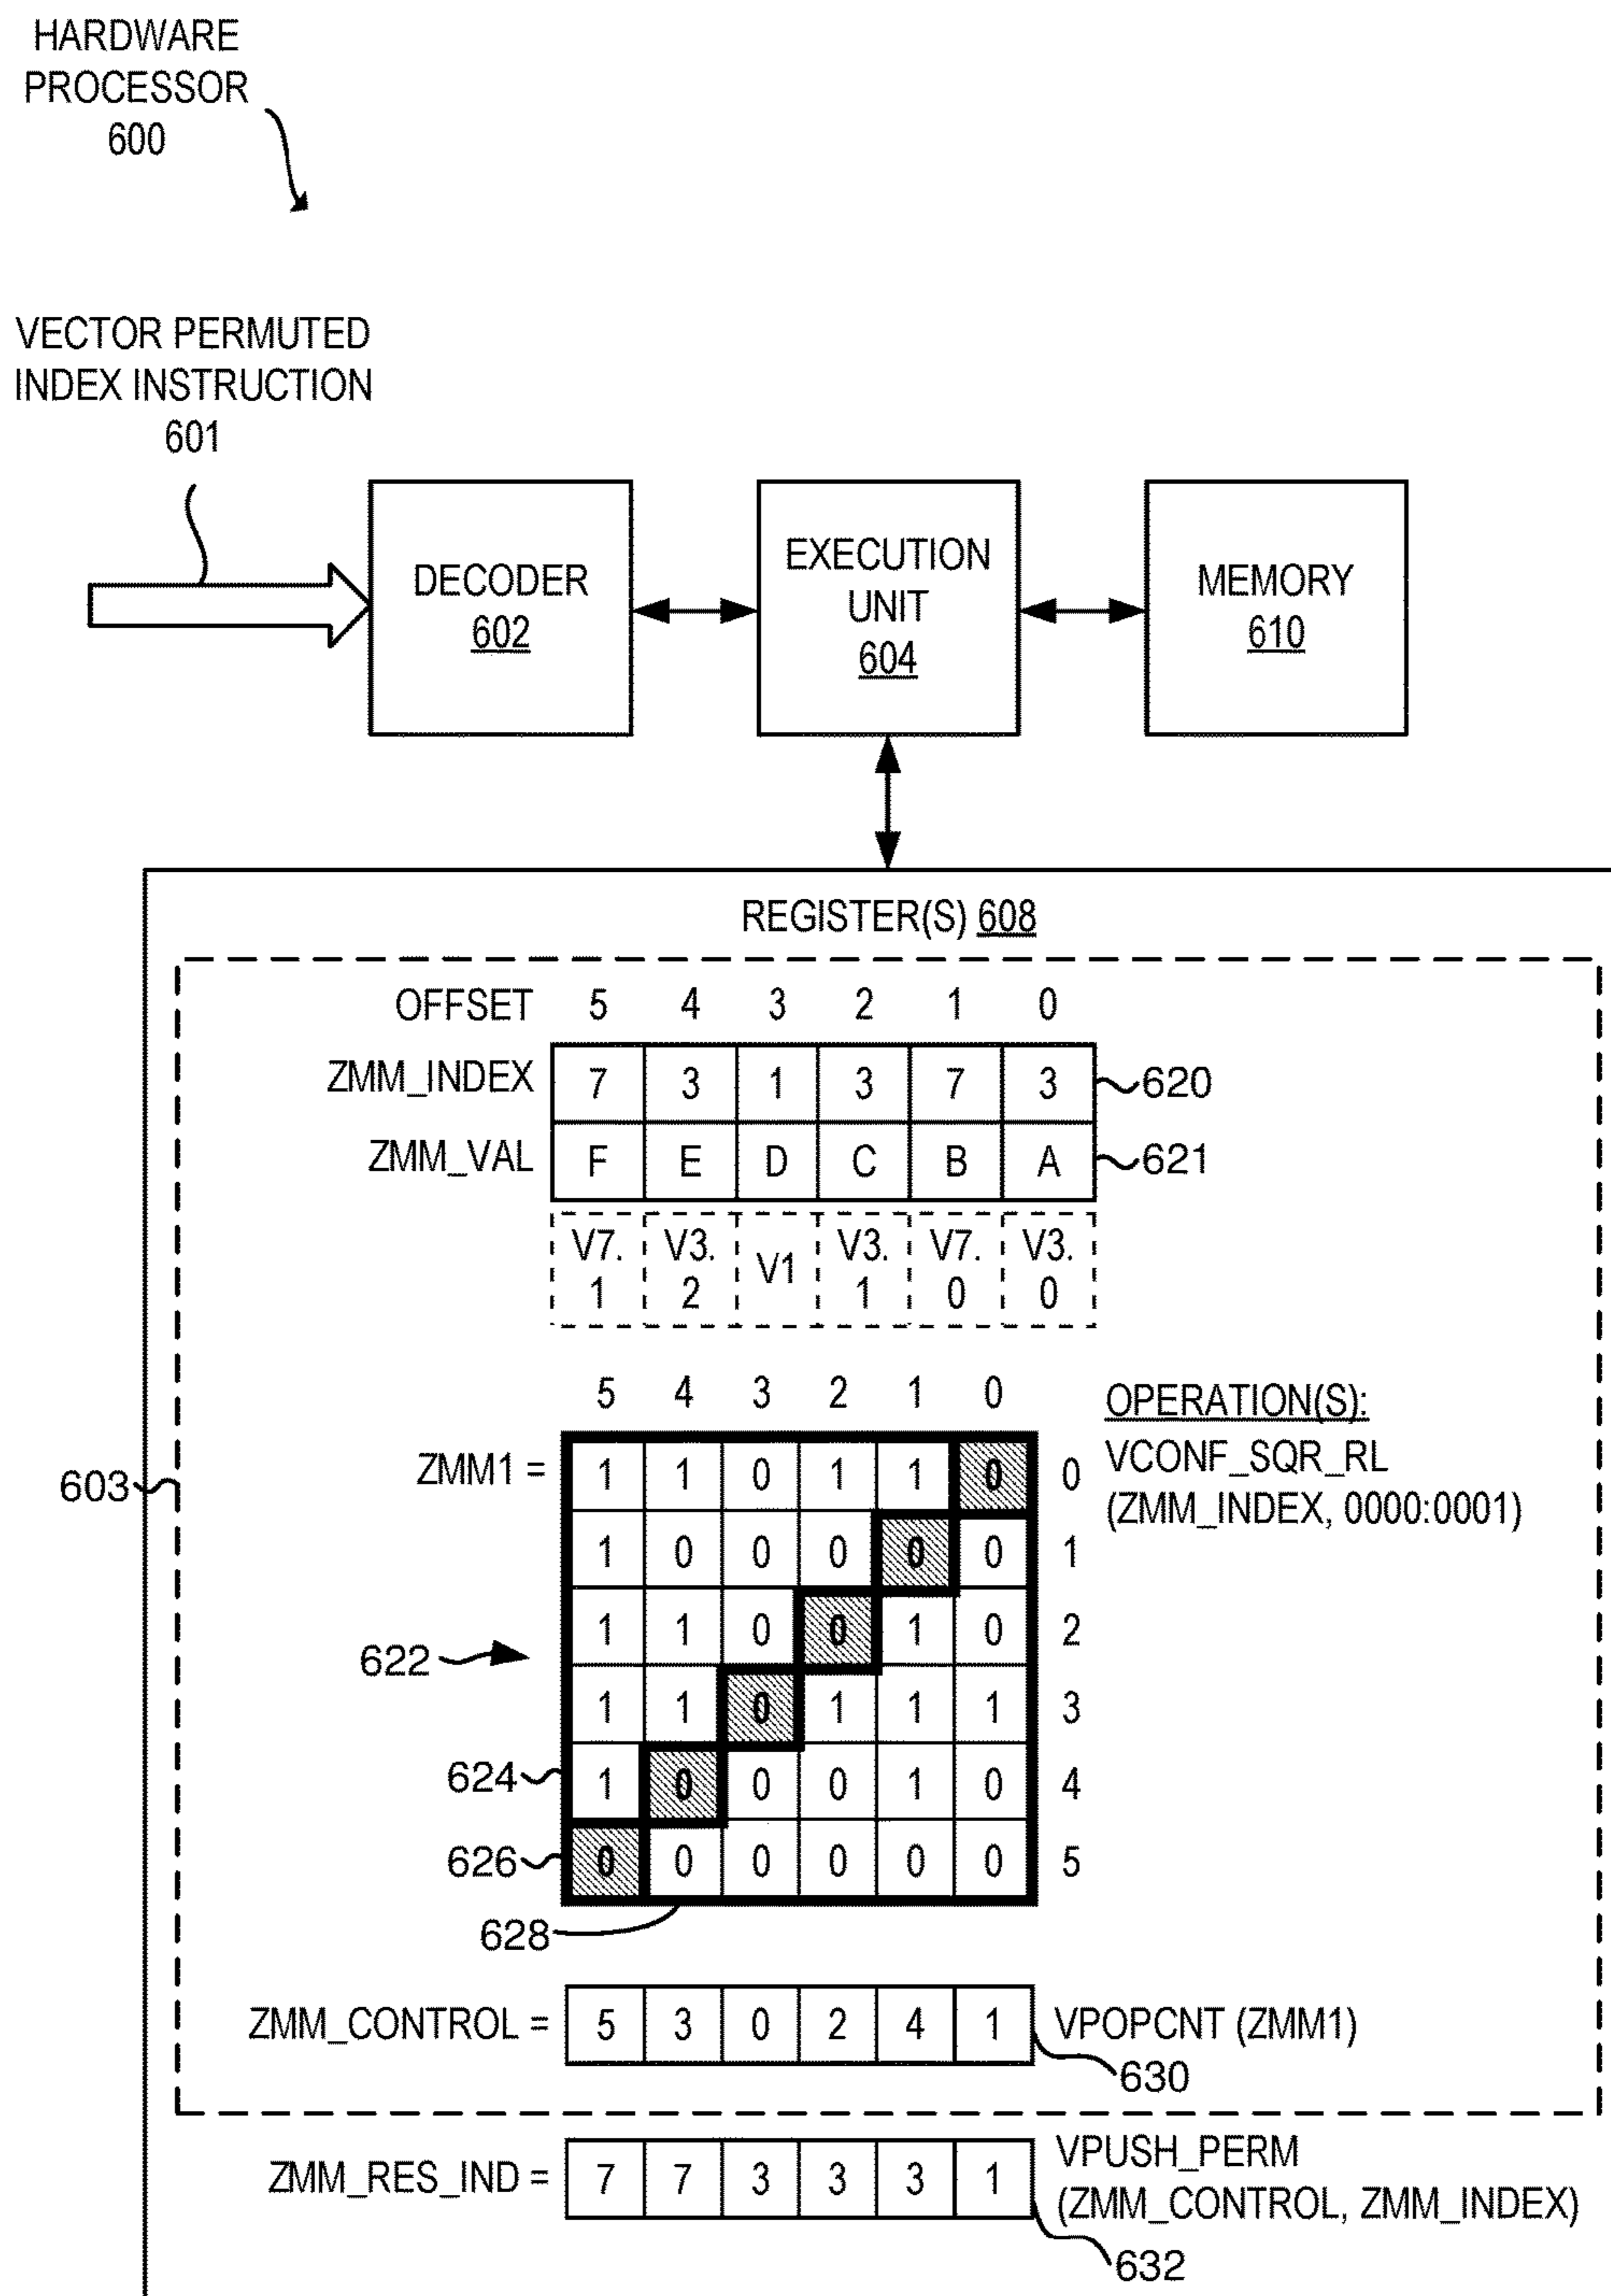 HARDWARE
PROCESSOR
600
VECTOR PERMUTED
INDEX INSTRUCTION
601
DECODER
602
EXECUTION
UNIT
604
MEMORY
610
REGISTER(S) 608
OFFSET 5 4 3 2 1 0
ZMM_INDEX 7 3 1 3 7 3 620
ZMM_VAL F E D C B A 621
V7. V3. V1 V3. V7. V3.
1 2 1 0 0
5 4 3 2 1 0
OPERATION(S):
ZMM1 = 1 1 0 1 1 0 0
VCONF_SQR_RL
(ZMM_INDEX, 0000:0001)
603
1 0 0 0 0 0 1
1 1 0 0 1 0 2
622
1 1 0 1 1 1 3
624 1 0 0 0 1 0 4
626 0 0 0 0 0 0 5
628
ZMM_CONTROL = 5 3 0 2 4 1 VPOPCNT (ZMM1)
630
ZMM_RES_IND = 7 7 3 3 3 1 VPUSH_PERM
(ZMM_CONTROL, ZMM_INDEX)
632